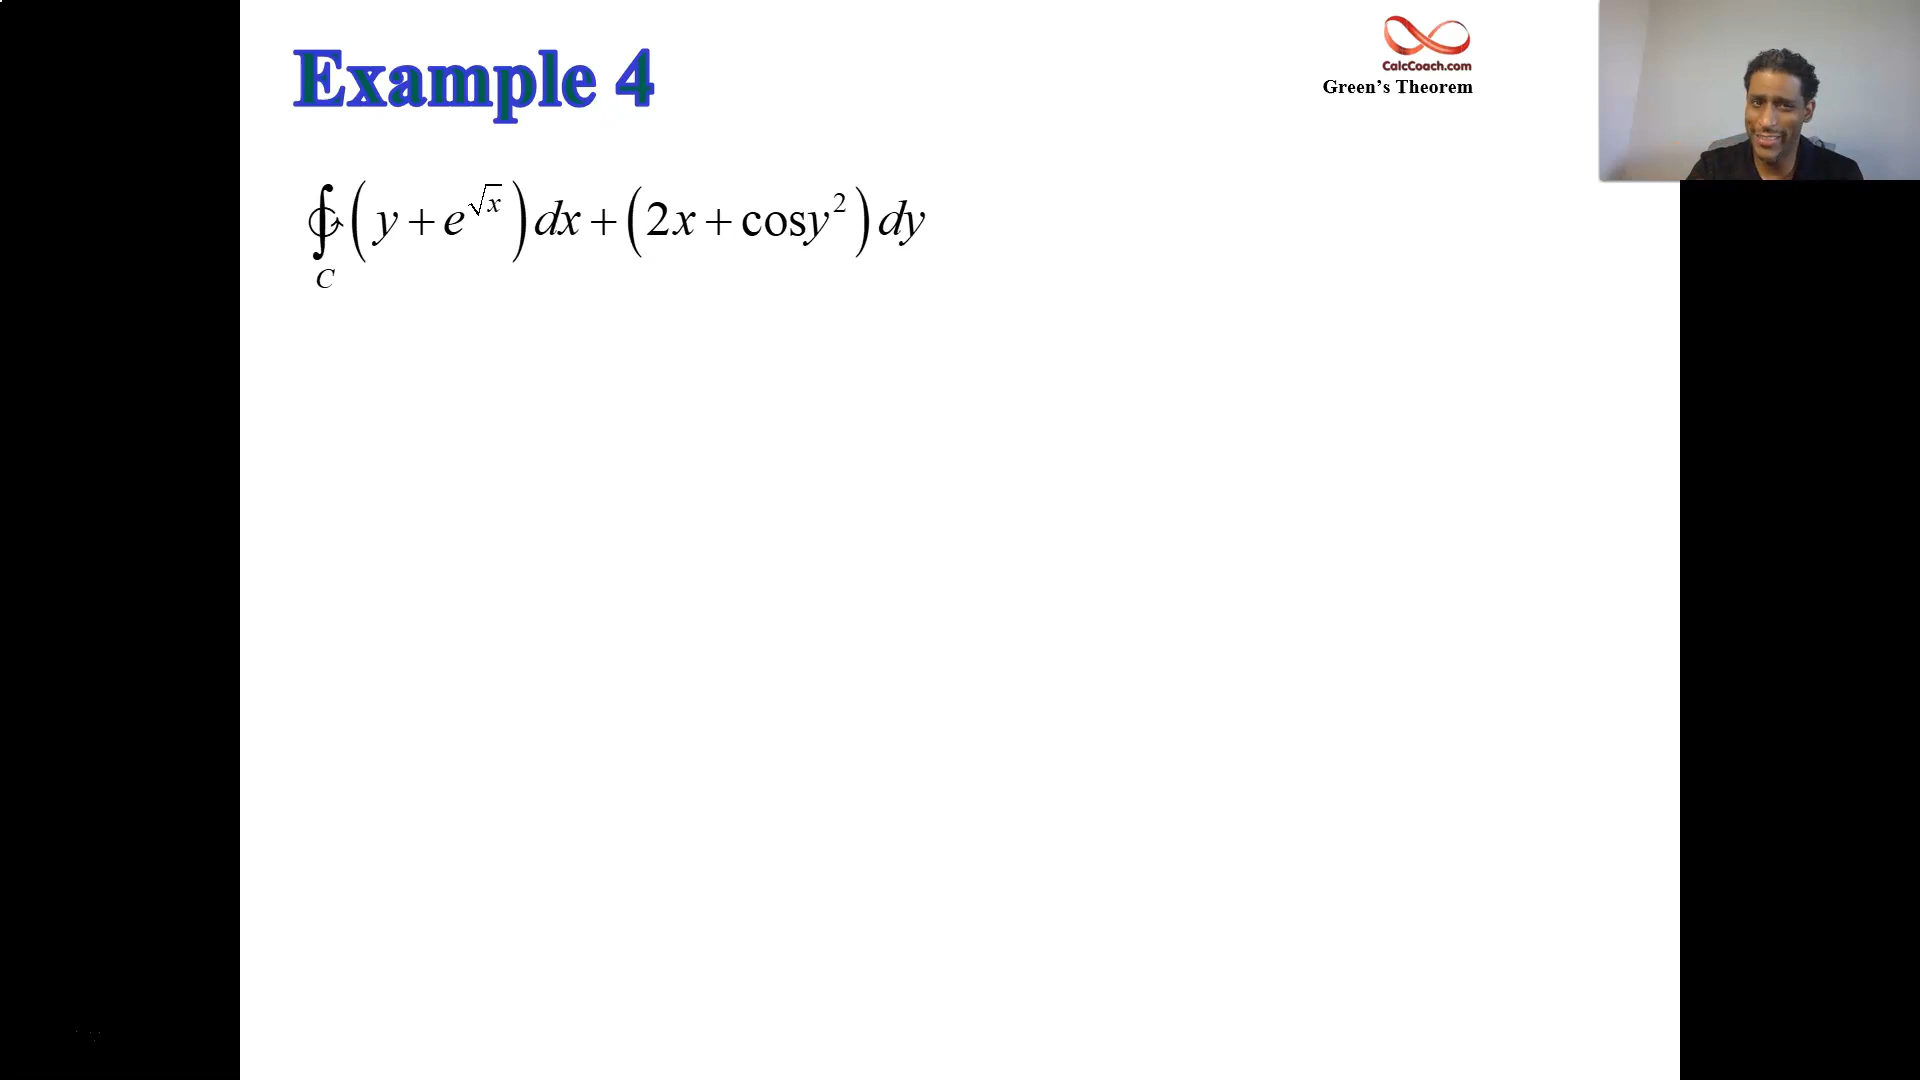 Example 4
CalcCoach.com
Green’s Theorem
∮_C (y + e^{√x}) dx + (2x + cosy²) dy